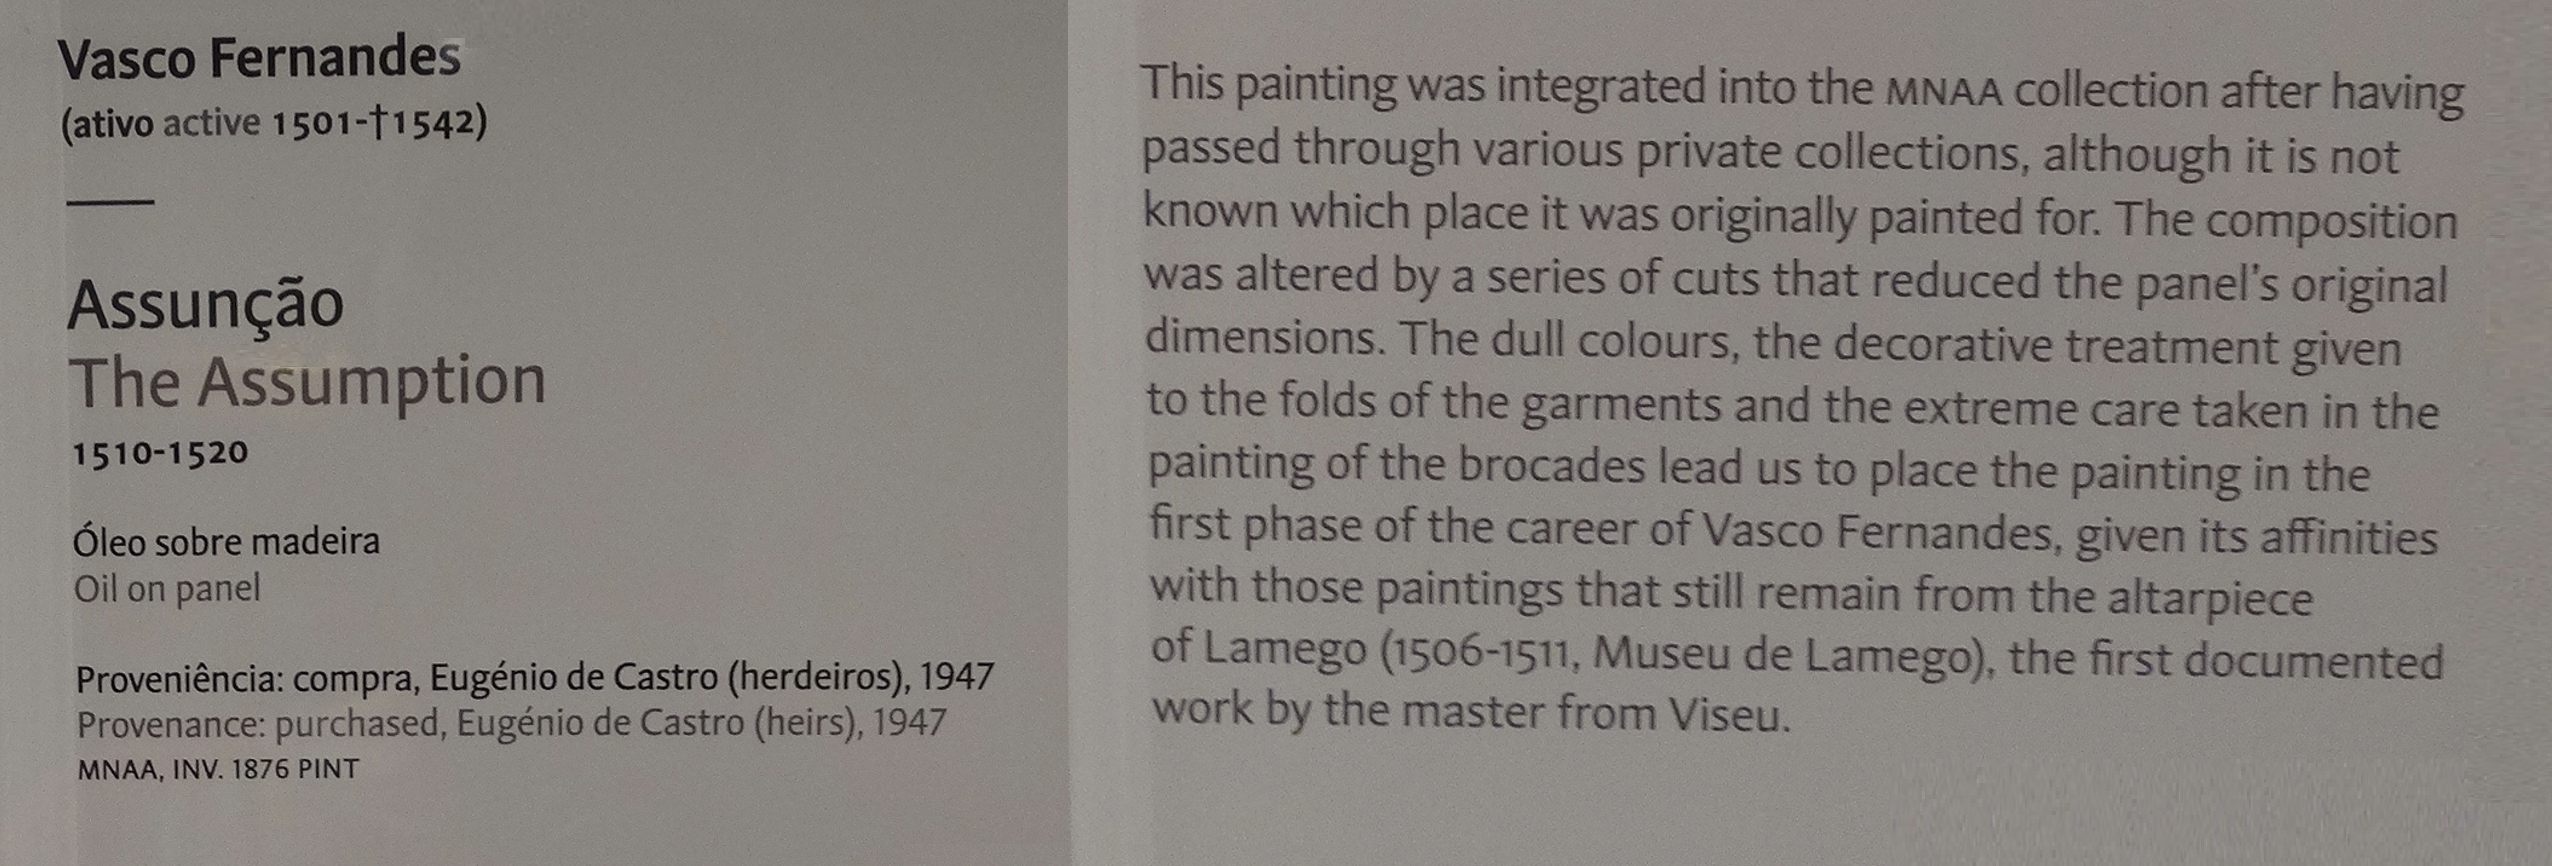 Vasco Fernandes
(ativo active 1501-†1542)
Assunção
The Assumption
1510-1520
Óleo sobre madeira
Oil on panel
Proveniência: compra, Eugénio de Castro (herdeiros), 1947
Provenance: purchased, Eugénio de Castro (heirs), 1947
MNAA, INV. 1876 PINT
This painting was integrated into the MNAA collection after having
passed through various private collections, although it is not
known which place it was originally painted for. The composition
was altered by a series of cuts that reduced the panel's original
dimensions. The dull colours, the decorative treatment given
to the folds of the garments and the extreme care taken in the
painting of the brocades lead us to place the painting in the
first phase of the career of Vasco Fernandes, given its affinities
with those paintings that still remain from the altarpiece
of Lamego (1506-1511, Museu de Lamego), the first documented
work by the master from Viseu.